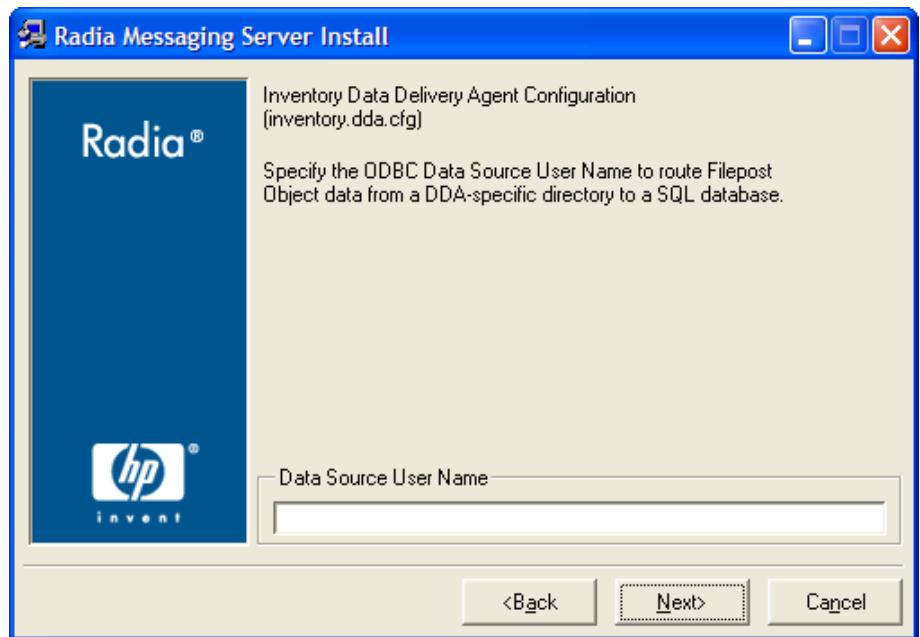 Radia Messaging Server Install
Radia®
Inventory Data Delivery Agent Configuration
(inventory.dda.cfg)
Specify the ODBC Data Source User Name to route Filepost
Object data from a DDA-specific directory to a SQL database.
hp®
invent
Data Source User Name
<Back
Next>
Cancel